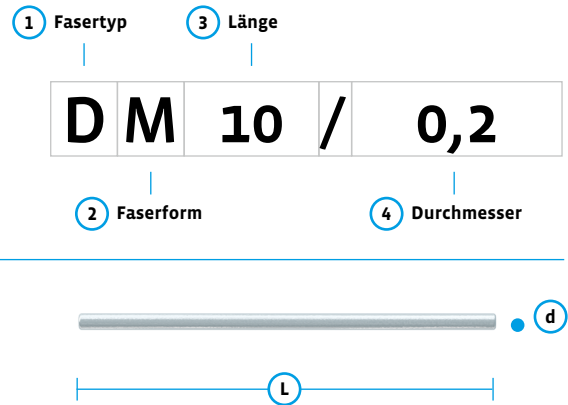 1 Fasertyp 3 Länge
D M 10 / 0,2
2 Faserform 4 Durchmesser
d
L